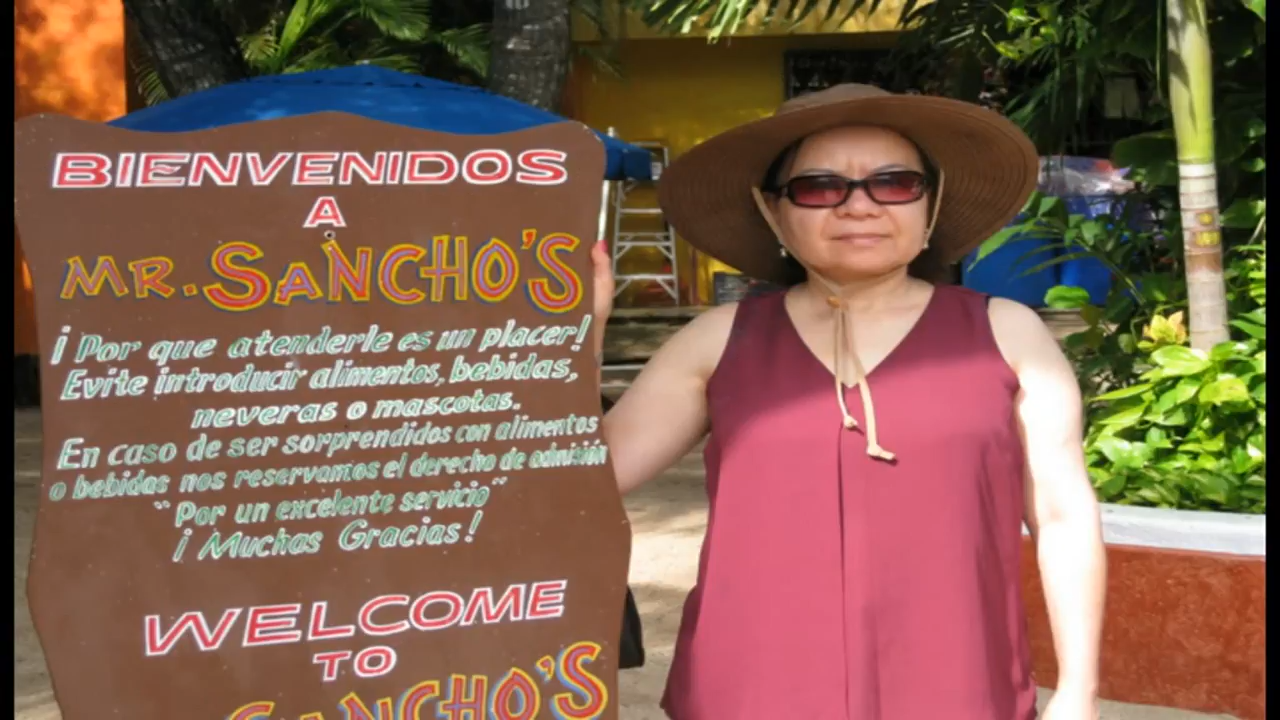 BIENVENIDOS
A
MR. SANCHO'S
¡Por que atenderle es un placer!
Evite introducir alimentos, bebidas,
neveras o mascotas.
En caso de ser sorprendidos con alimentos
o bebidas nos reservamos el derecho de admisión
"Por un excelente servicio"
¡Muchas Gracias!
WELCOME
TO
SANCHO'S